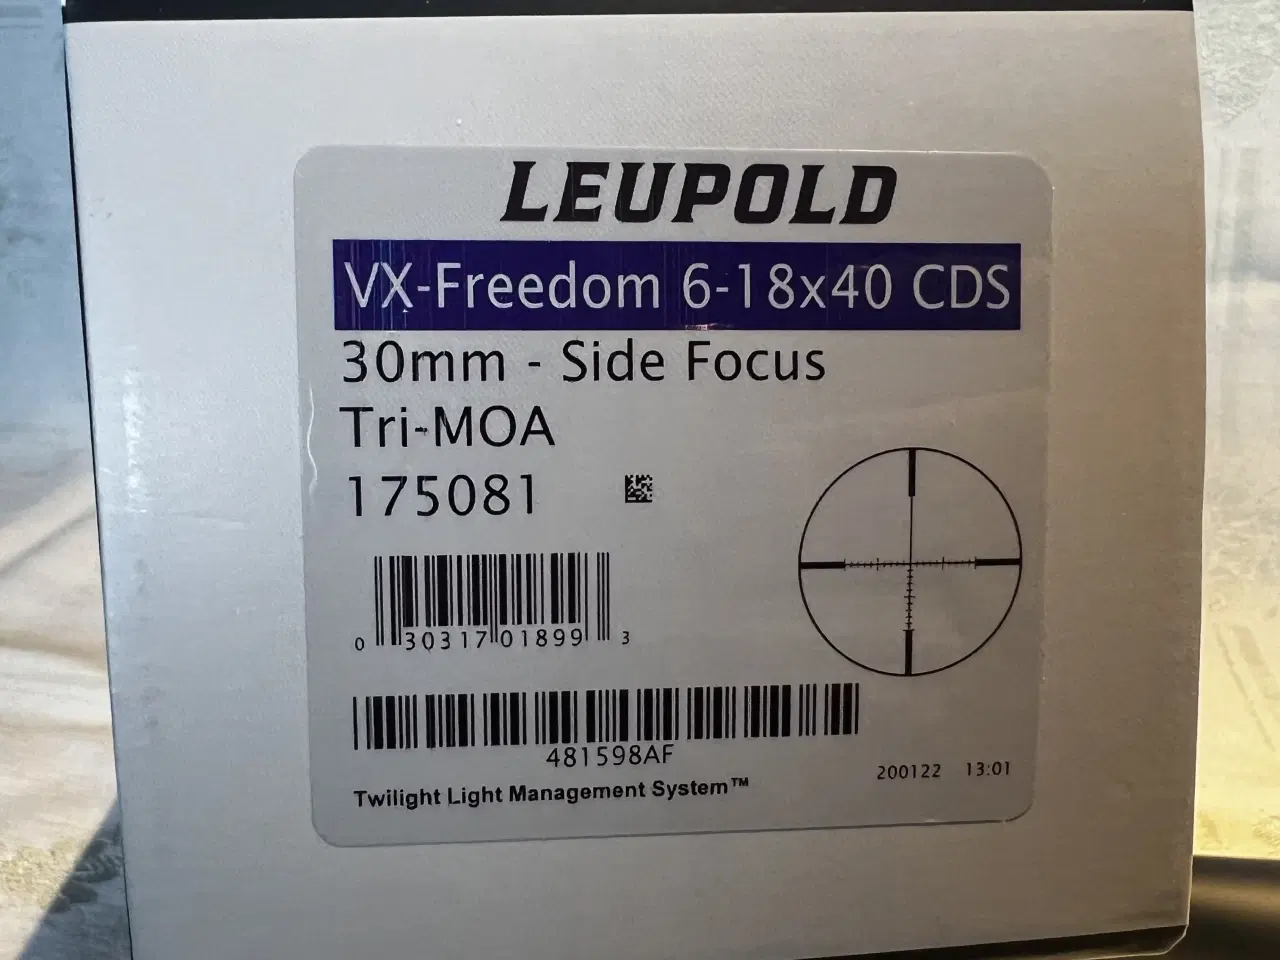 LEUPOLD
VX-Freedom 6-18x40 CDS
30mm - Side Focus
Tri-MOA
175081
0 30317 01899 3
481598AF
200122 13:01
Twilight Light Management System™